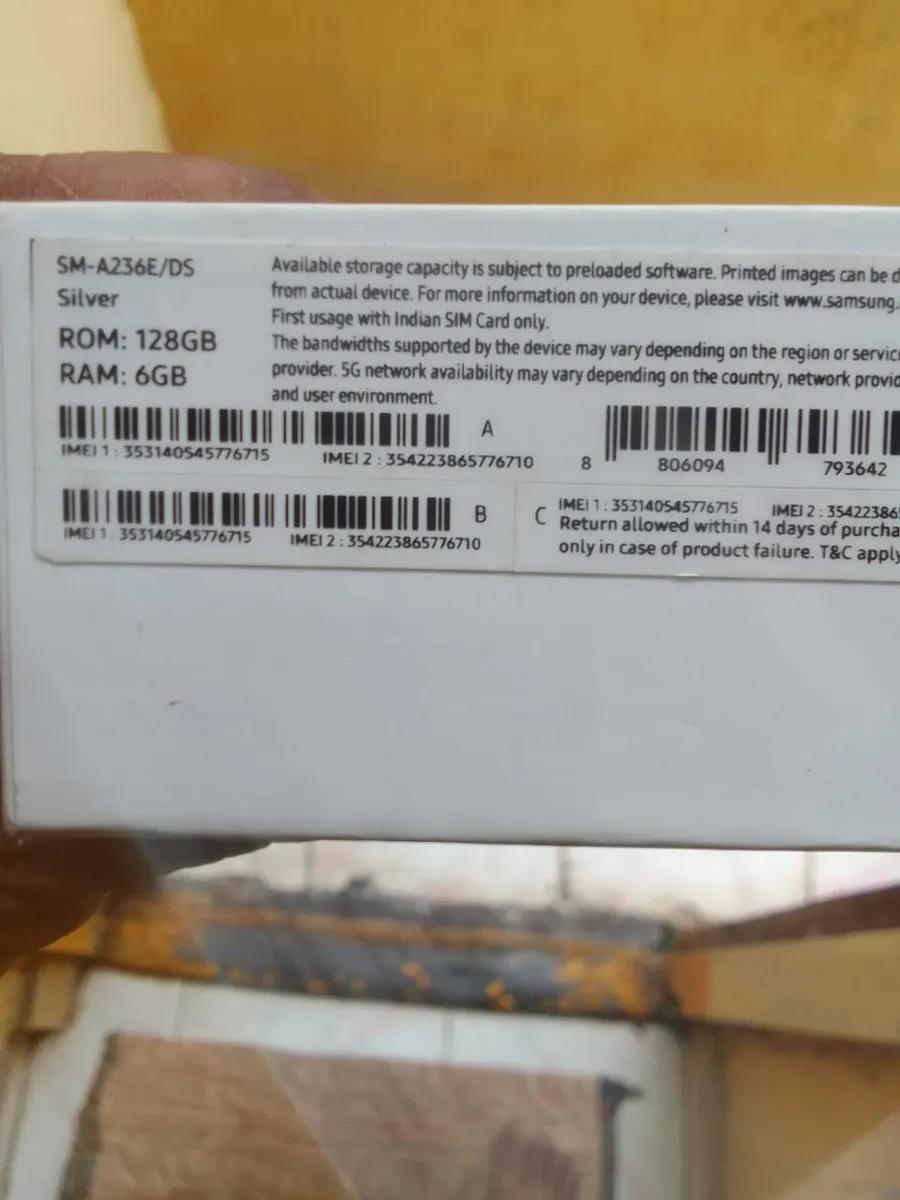 SM-A236E/DS
Silver
ROM: 128GB
RAM: 6GB
Available storage capacity is subject to preloaded software. Printed images can be
from actual device. For more information on your device, please visit www.samsung.
First usage with Indian SIM Card only.
The bandwidths supported by the device may vary depending on the region or
provider. 5G network availability may vary depending on the country, network
and user environment.
A
IMEI 1 : 353140545776715 IMEI 2 : 354223865776710
8 806094 793642
B
IMEI 1 : 353140545776715 IMEI 2 : 354223865776710
C IMEI 1 : 353140545776715 IMEI 2 :
Return allowed within 14 days of
only in case of product failure. T&C apply